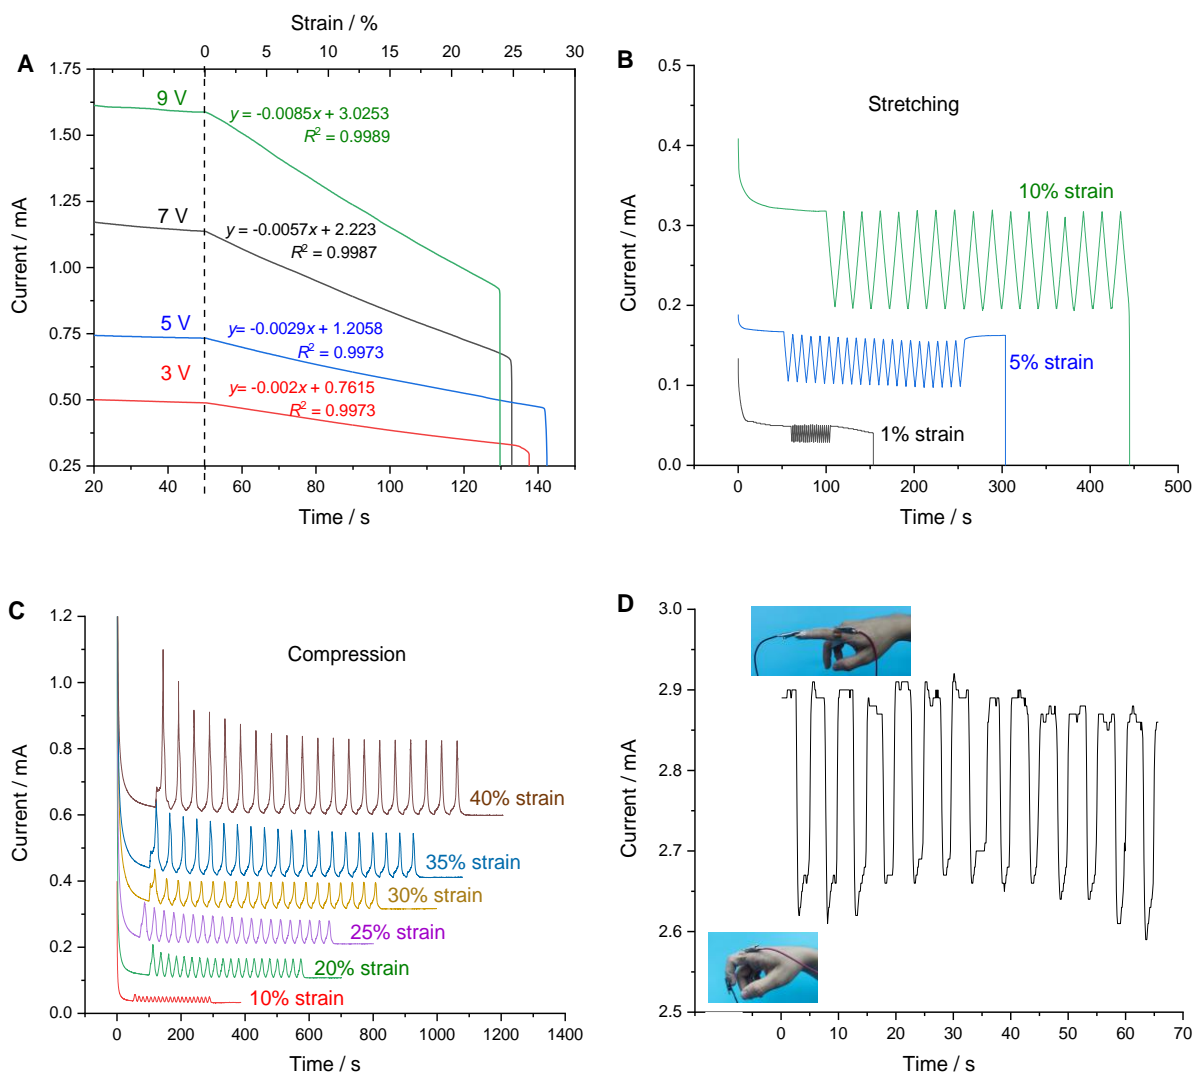 Strain / %
0 5 10 15 20 25 30
A
1.75
1.50
1.25
1.00
0.75
0.50
0.25
Current / mA
9 V
y = -0.0085x + 3.0253
R² = 0.9989
7 V
y = -0.0057x + 2.223
R² = 0.9987
5 V
y= -0.0029x + 1.2058
R² = 0.9973
3 V
y= -0.002x + 0.7615
R² = 0.9973
20 40 60 80 100 120 140
Time / s
B
Stretching
0.5
0.4
0.3
0.2
0.1
0.0
Current / mA
10% strain
5% strain
1% strain
0 100 200 300 400 500
Time / s
C
Compression
1.2
1.0
0.8
0.6
0.4
0.2
0.0
Current / mA
40% strain
35% strain
30% strain
25% strain
20% strain
10% strain
0 200 400 600 800 1000 1200 1400
Time / s
D
3.0
2.9
2.8
2.7
2.6
2.5
Current / mA
0 10 20 30 40 50 60 70
Time / s